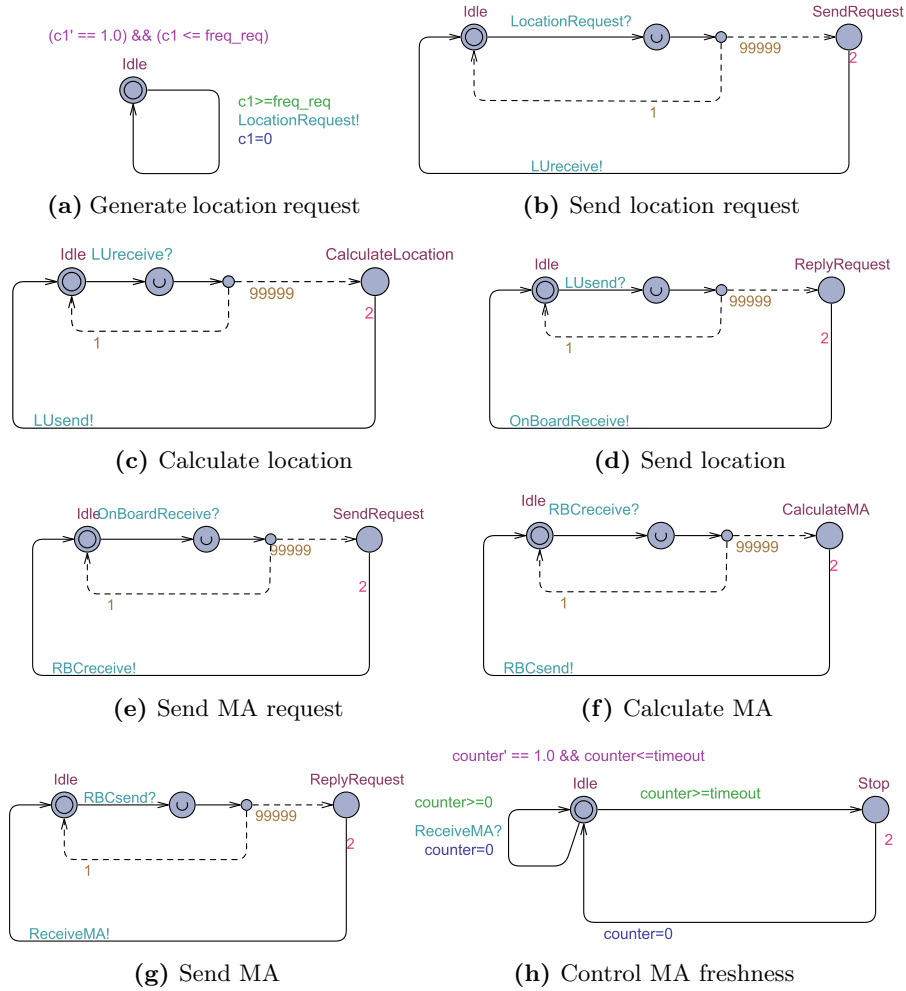 (c1' == 1.0) && (c1 <= freq_req)
Idle
c1>=freq_req
LocationRequest!
c1=0
(a) Generate location request
Idle
LocationRequest?
SendRequest
99999
2
1
LUreceive!
(b) Send location request
Idle
LUreceive?
CalculateLocation
99999
2
1
LUsend!
(c) Calculate location
Idle
LUsend?
ReplyRequest
99999
2
1
OnBoardReceive!
(d) Send location
Idle
OnBoardReceive?
SendRequest
99999
2
1
RBCreceive!
(e) Send MA request
Idle
RBCreceive?
CalculateMA
99999
2
1
RBCsend!
(f) Calculate MA
Idle
RBCsend?
ReplyRequest
99999
2
1
ReceiveMA!
(g) Send MA
counter' == 1.0 && counter<=timeout
Idle
Stop
counter>=0
counter>=timeout
ReceiveMA?
counter=0
2
counter=0
(h) Control MA freshness